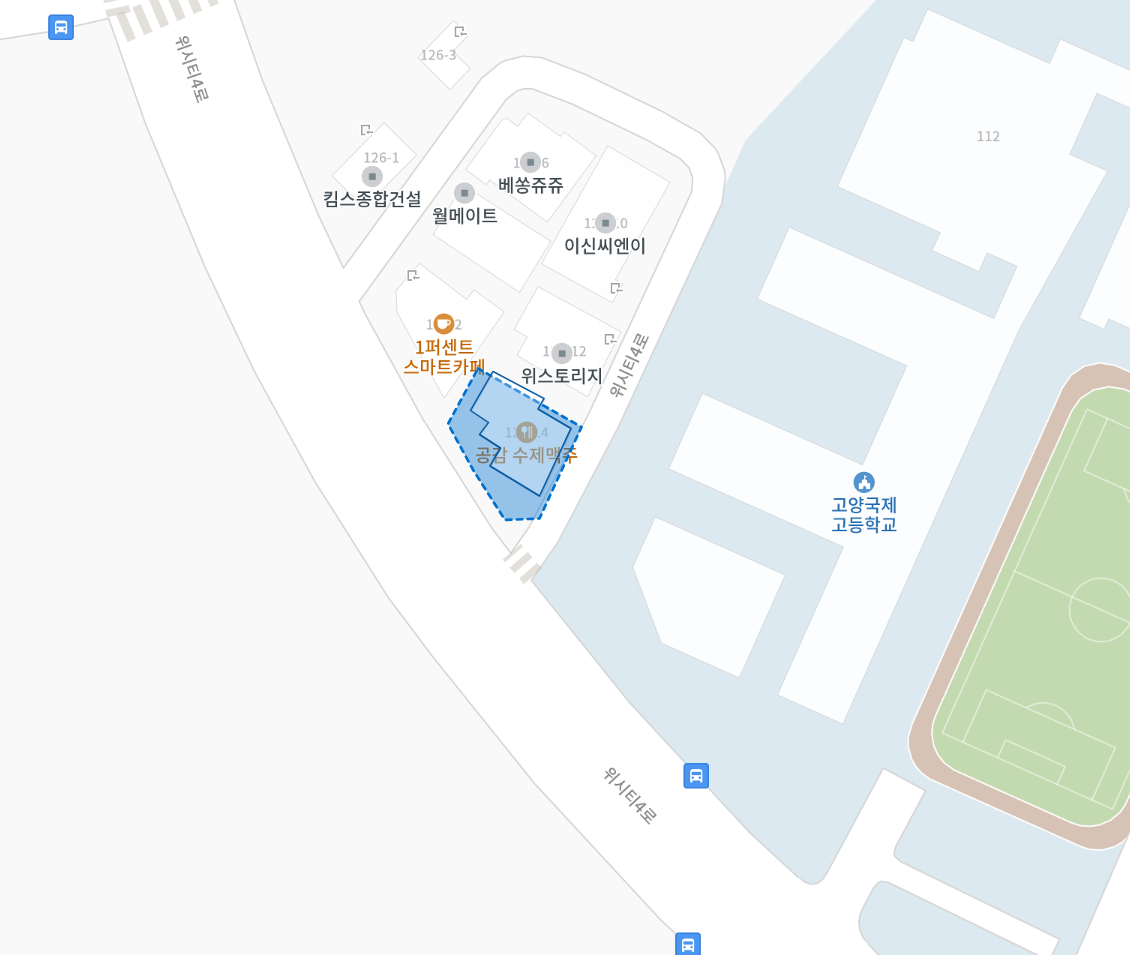 위시티4로
126-3
126-1
킴스종합건설
베쏭쥬쥬
월메이트
112
이신씨엔이
1퍼센트
스마트카페
위스토리지
위시티4로
공감 수제맥주
고양국제
고등학교
위시티4로